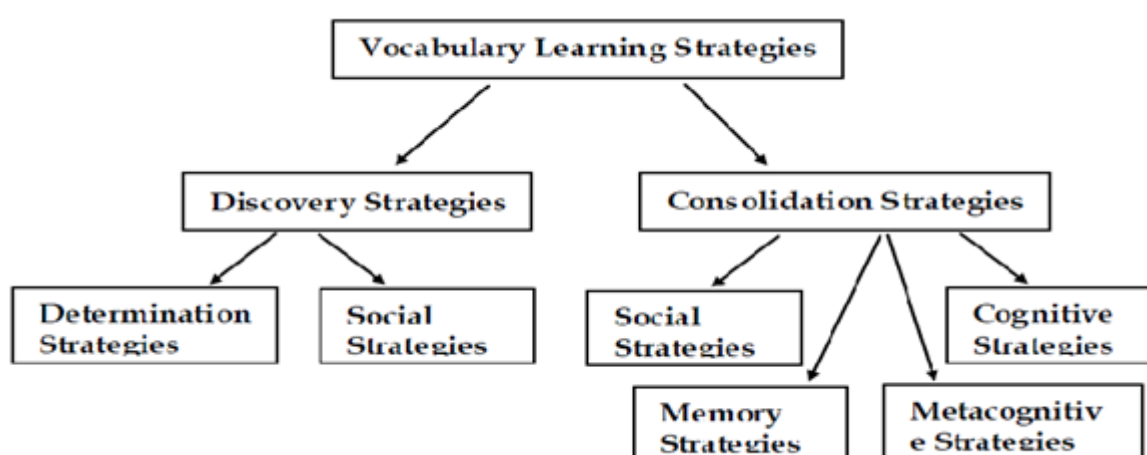 Vocabulary Learning Strategies
Discovery Strategies
Consolidation Strategies
Determination
Strategies
Social
Strategies
Social
Strategies
Cognitive
Strategies
Memory
Strategies
Metacognitiv
e Strategies